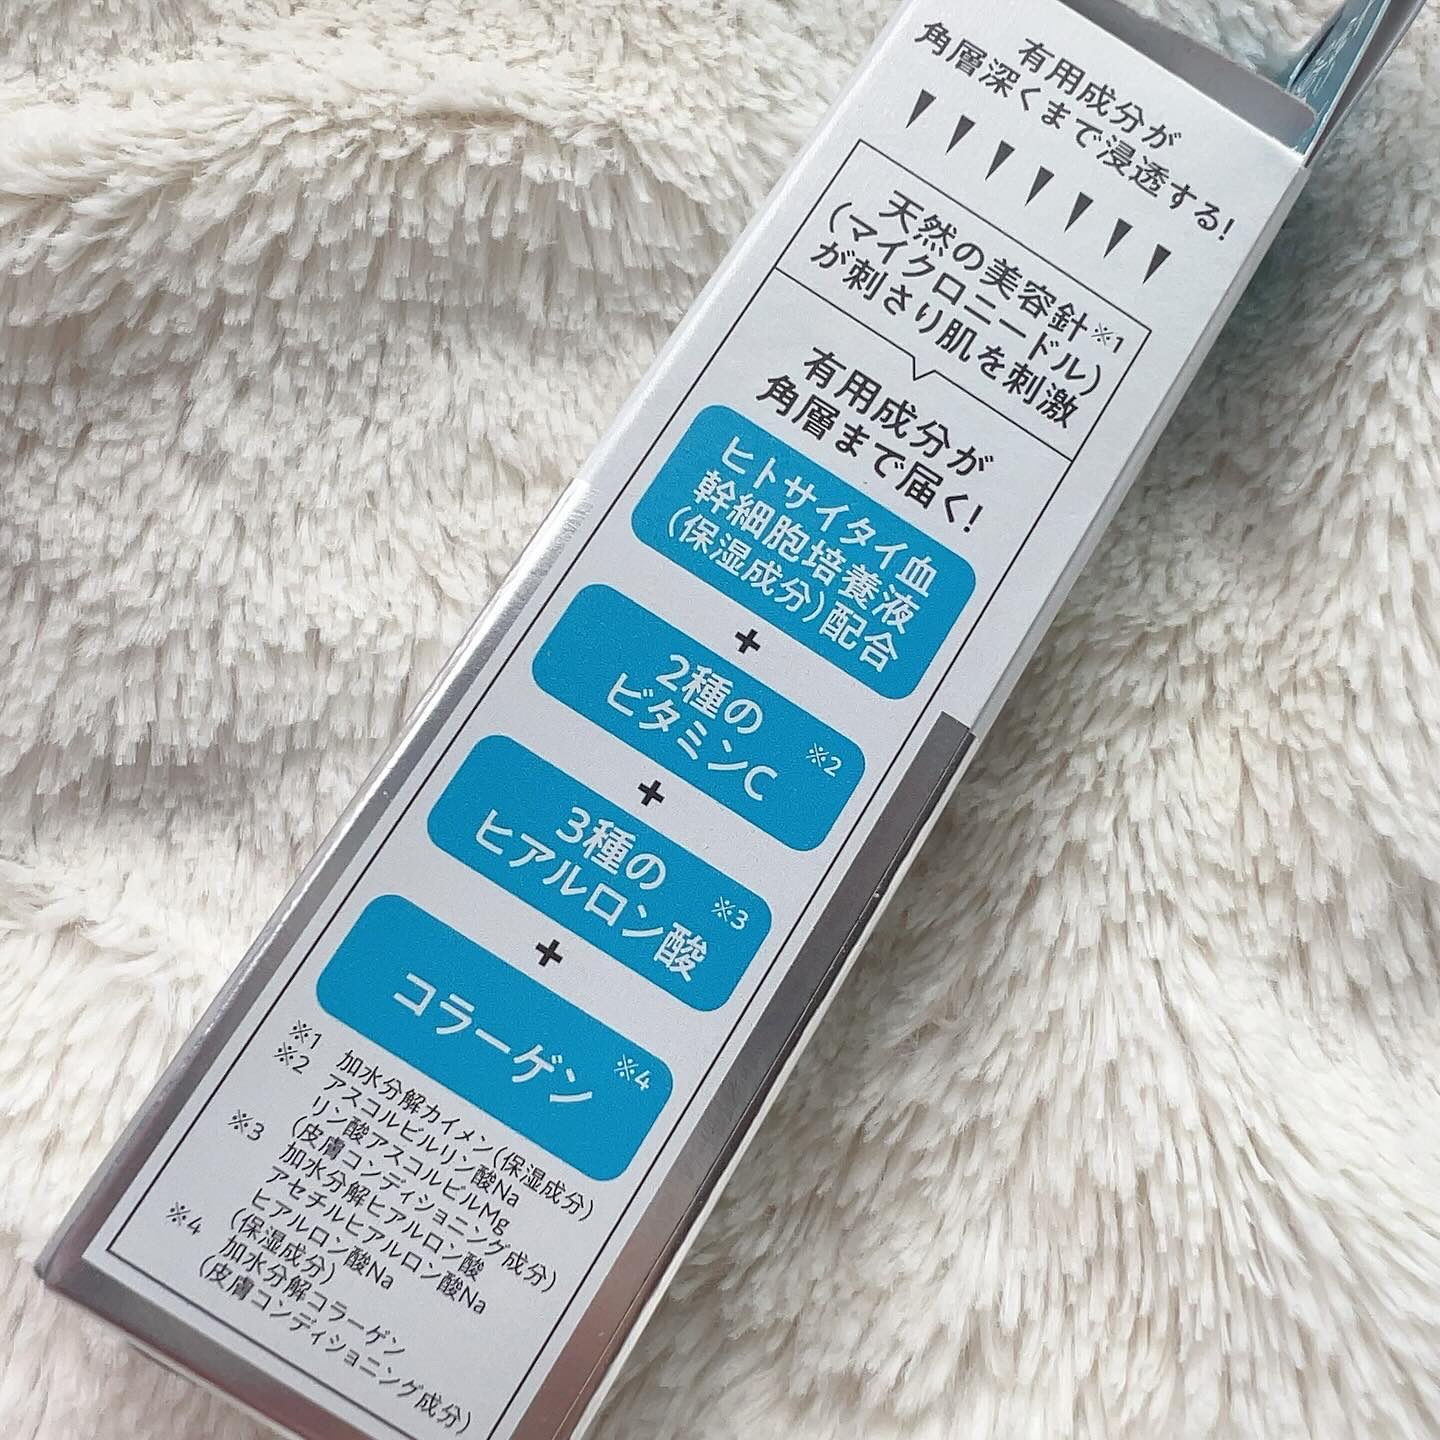 有用成分が
角層深くまで浸透する!
天然の美容針※1
(マイクロニードル)
が刺さり肌を刺激
有用成分が
角層まで届く!
ヒトサイタイ血
幹細胞培養液
(保湿成分)配合
+
2種の
ビタミンC ※2
+
3種の
ヒアルロン酸 ※3
+
コラーゲン ※4
※1 加水分解カイメン(保湿成分)
※2 アスコルビルリン酸Na
リン酸アスコルビルMg
(皮膚コンディショニング成分)
※3 加水分解ヒアルロン酸
アセチルヒアルロン酸Na
ヒアルロン酸Na
(保湿成分)
※4 加水分解コラーゲン
(皮膚コンディショニング成分)